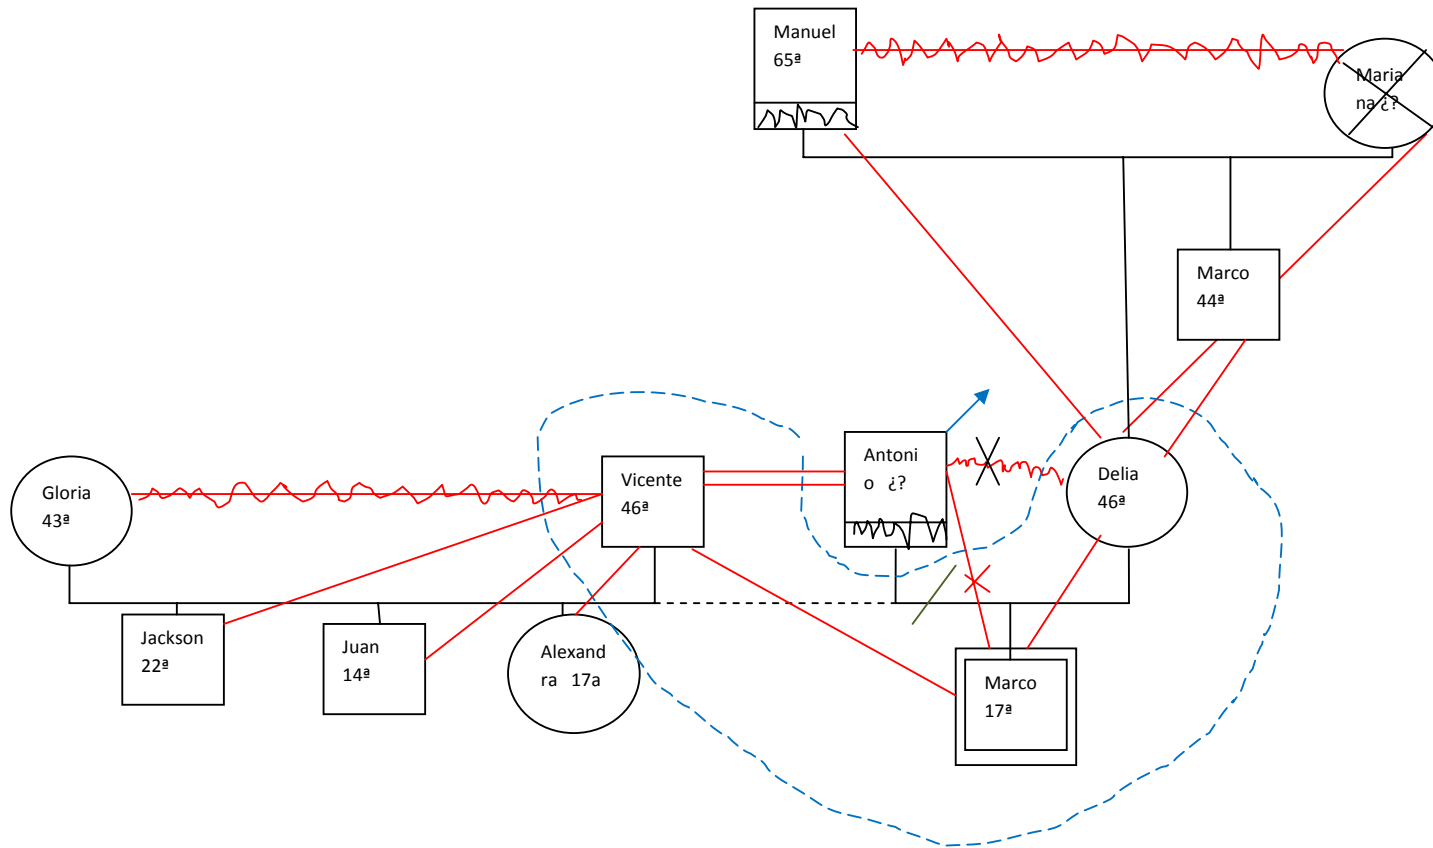 Manuel
65ª
Maria
na ¿?
Marco
44ª
Antoni
o ¿?
Delia
46ª
Vicente
46ª
Gloria
43ª
Jackson
22ª
Juan
14ª
Alexand
ra 17a
Marco
17ª